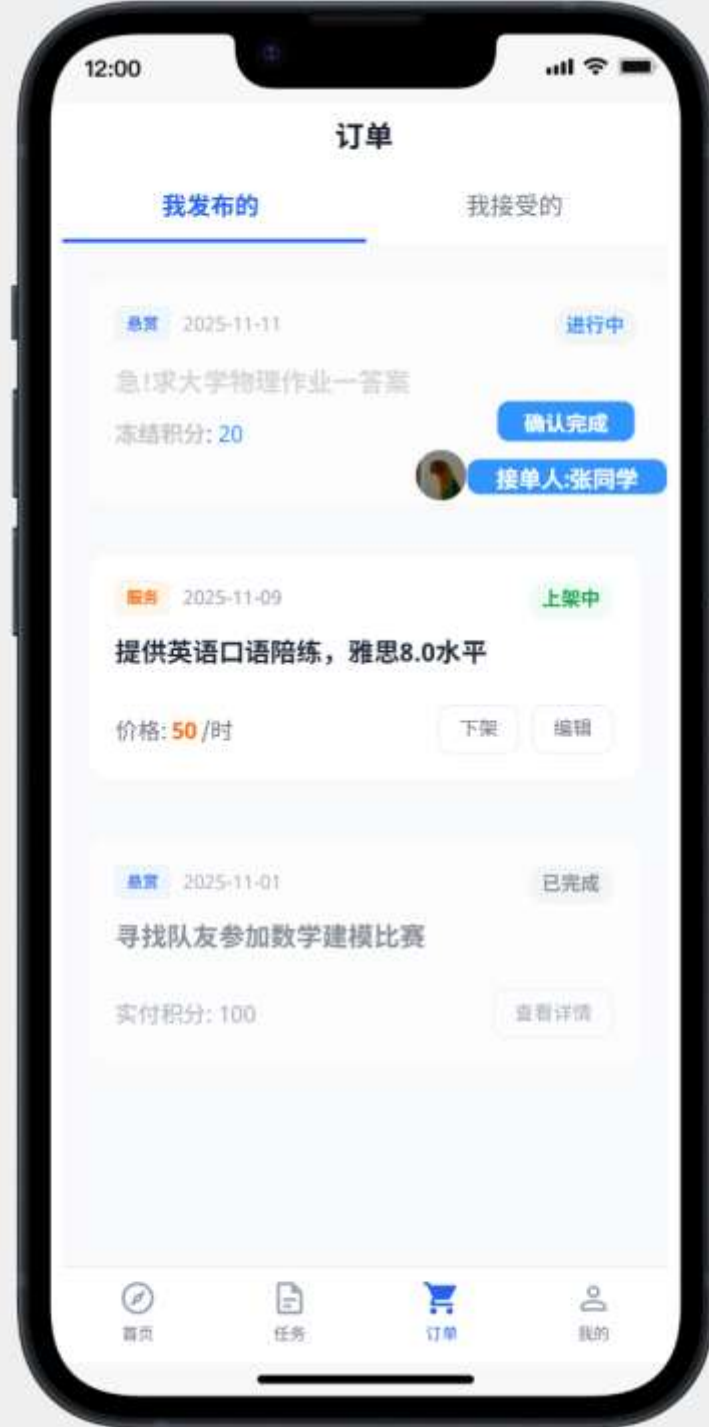 12:00
订单
我发布的 我接受的
悬赏 2025-11-11 进行中
急!求大学物理作业一答案
冻结积分: 20 确认完成
接单人:张同学
服务 2025-11-09 上架中
提供英语口语陪练，雅思8.0水平
价格: 50 /时 下架 编辑
悬赏 2025-11-01 已完成
寻找队友参加数学建模比赛
实付积分: 100 查看详情
首页 任务 订单 我的